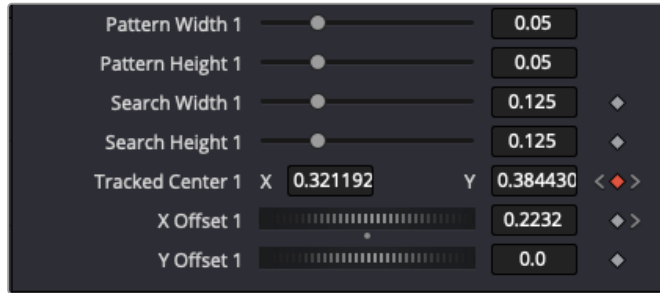 Pattern Width 1 0.05
Pattern Height 1 0.05
Search Width 1 0.125
Search Height 1 0.125
Tracked Center 1 X 0.321192 Y 0.384430
X Offset 1 0.2232
Y Offset 1 0.0